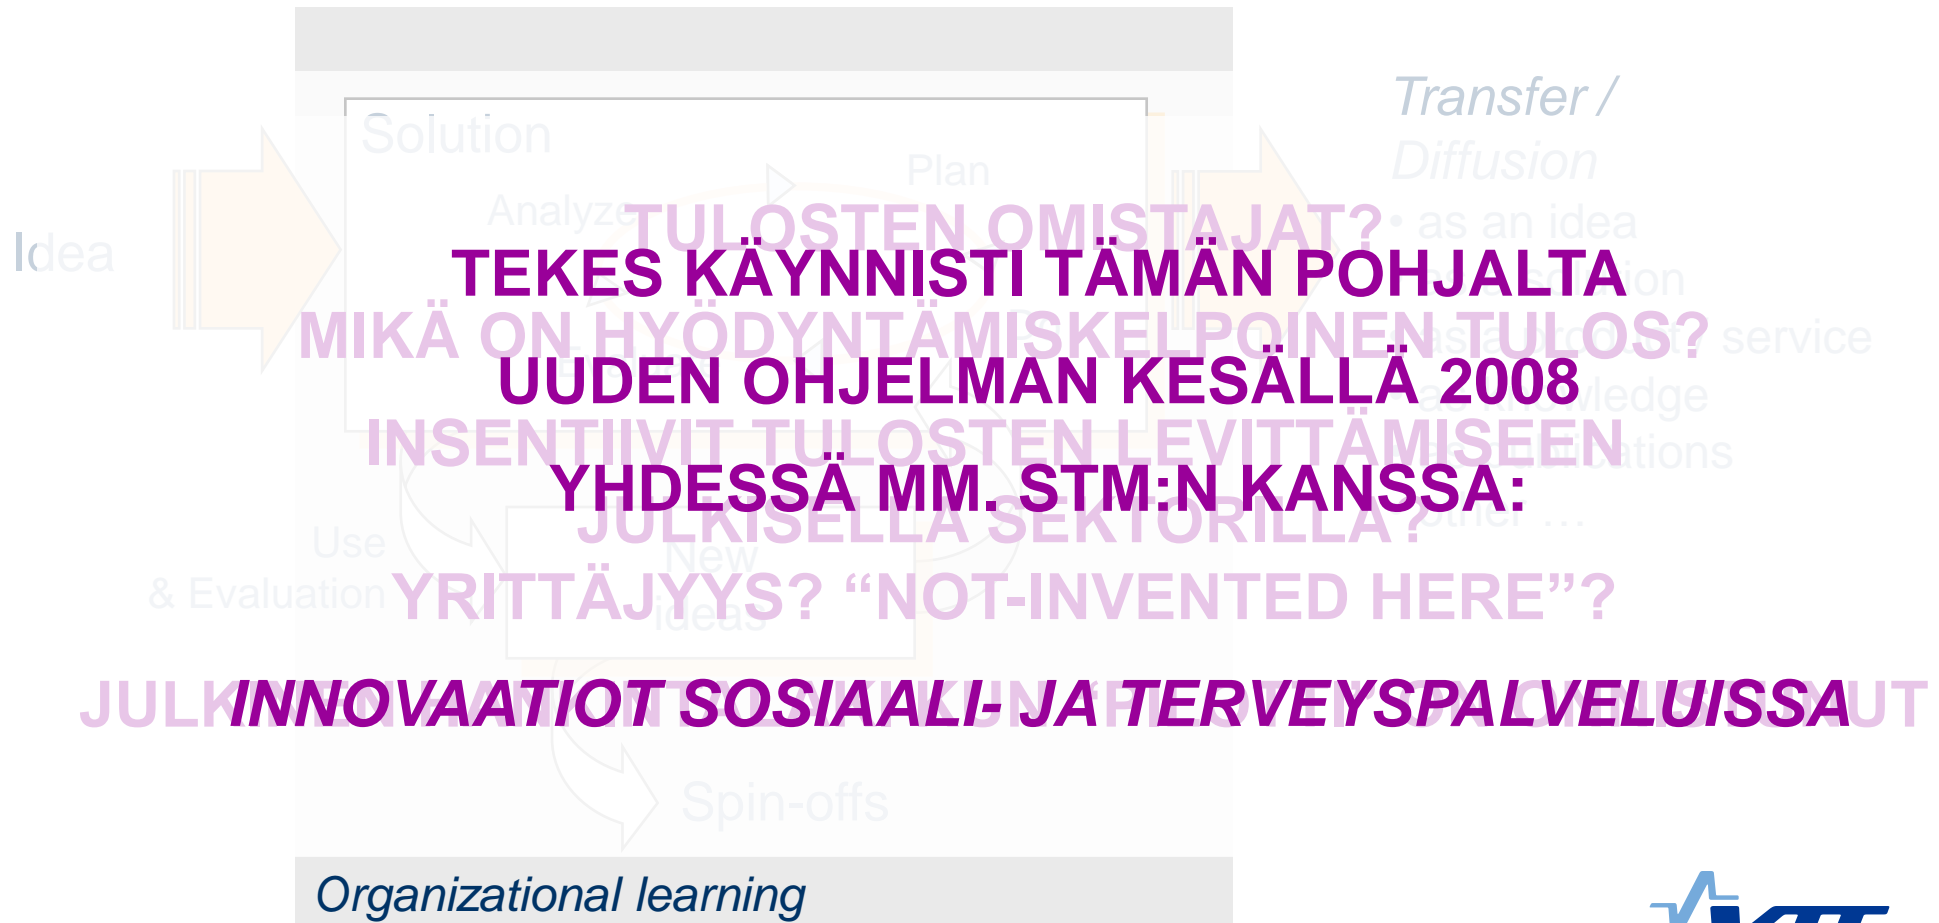 Transfer /
Diffusion
Solution
Plan
Analyze
Idea
• as an idea
service
TULOSTEN OMISTAJAT?
MIKÄ ON HYÖDYNTÄMISKELPOINEN TULOS?
INSENTIIVIT TULOSTEN LEVITTÄMISEEN
JULKISELLA SEKTORILLA?
YRITTÄJYYS? “NOT-INVENTED HERE”?
TEKES KÄYNNISTI TÄMÄN POHJALTA
UUDEN OHJELMAN KESÄLLÄ 2008
YHDESSÄ MM. STM:N KANSSA:
INNOVAATIOT SOSIAALI- JA TERVEYSPALVELUISSA
Use
& Evaluation
New
ideas
Spin-offs
Organizational learning
VTT